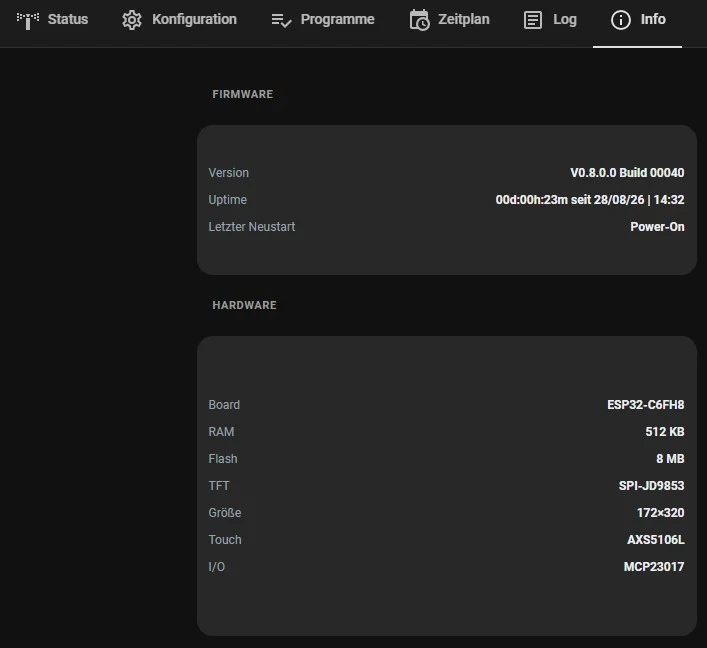 Status Konfiguration Programme Zeitplan Log Info
FIRMWARE
Version V0.8.0.0 Build 00040
Uptime 00d:00h:23m seit 28/08/26 | 14:32
Letzter Neustart Power-On
HARDWARE
Board ESP32-C6FH8
RAM 512 KB
Flash 8 MB
TFT SPI-JD9853
Größe 172×320
Touch AXS5106L
I/O MCP23017